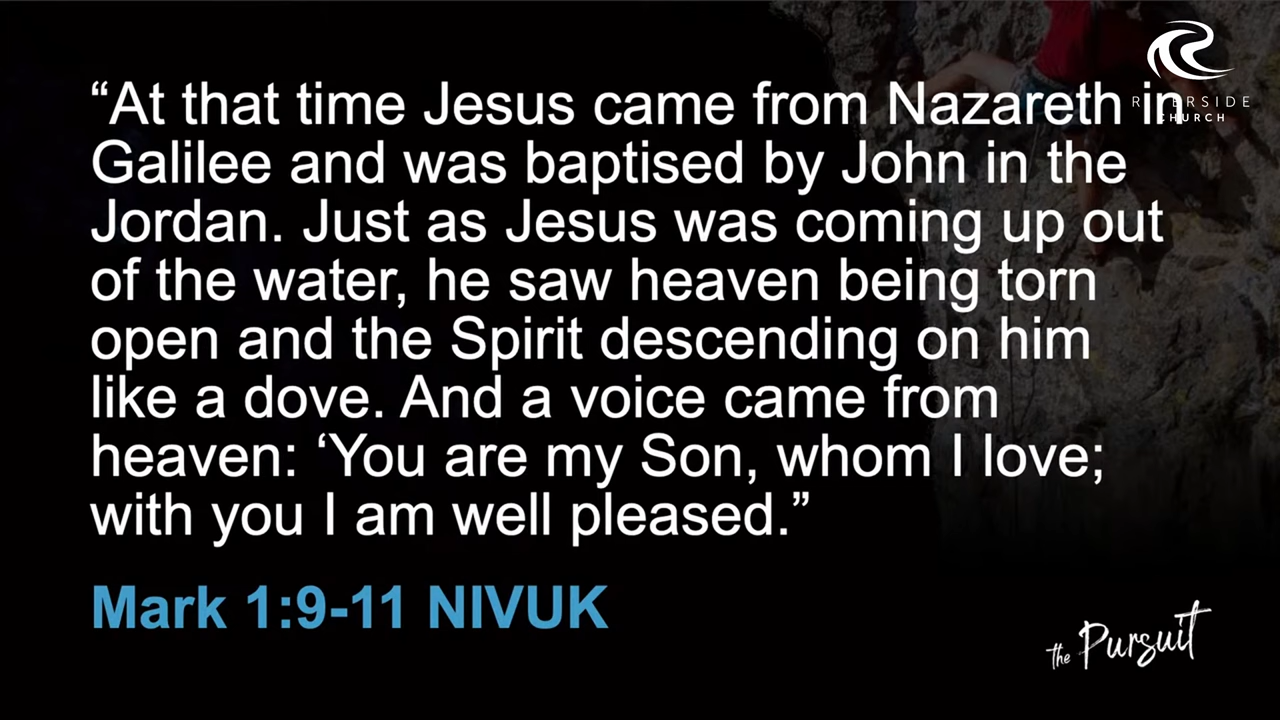 “At that time Jesus came from Nazareth in
Galilee and was baptised by John in the
Jordan. Just as Jesus was coming up out
of the water, he saw heaven being torn
open and the Spirit descending on him
like a dove. And a voice came from
heaven: ‘You are my Son, whom I love;
with you I am well pleased.”
Mark 1:9-11 NIVUK
RIVERSIDE
CHURCH
the Pursuit